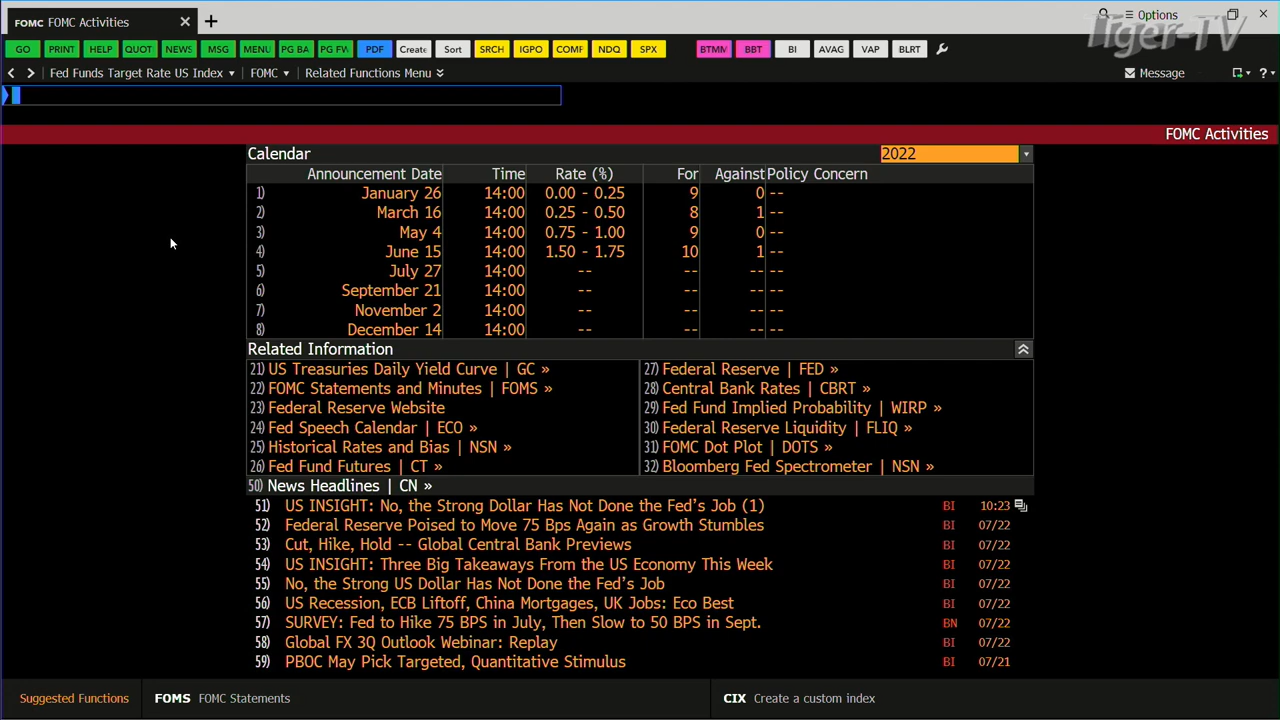 FOMC FOMC Activities
Options
Tiger-TV
GO PRINT HELP QUOT NEWS MSG MENU PG BA PG FW PDF Create Sort SRCH IGPO COMF NDQ SPX BTMM BBT BI AVAG VAP BLRT
Fed Funds Target Rate US Index FOMC Related Functions Menu Message ?
FOMC Activities
Calendar 2022
Announcement Date Time Rate (%) For Against Policy Concern
1) January 26 14:00 0.00 - 0.25 9 0 --
2) March 16 14:00 0.25 - 0.50 8 1 --
3) May 4 14:00 0.75 - 1.00 9 0 --
4) June 15 14:00 1.50 - 1.75 10 1 --
5) July 27 14:00 -- -- -- --
6) September 21 14:00 -- -- -- --
7) November 2 14:00 -- -- -- --
8) December 14 14:00 -- -- -- --
Related Information
21) US Treasuries Daily Yield Curve | GC »
22) FOMC Statements and Minutes | FOMS »
23) Federal Reserve Website
24) Fed Speech Calendar | ECO »
25) Historical Rates and Bias | NSN »
26) Fed Fund Futures | CT »
27) Federal Reserve | FED »
28) Central Bank Rates | CBRT »
29) Fed Fund Implied Probability | WIRP »
30) Federal Reserve Liquidity | FLIQ »
31) FOMC Dot Plot | DOTS »
32) Bloomberg Fed Spectrometer | NSN »
50) News Headlines | CN »
51) US INSIGHT: No, the Strong Dollar Has Not Done the Fed's Job (1) BI 10:23
52) Federal Reserve Poised to Move 75 Bps Again as Growth Stumbles BI 07/22
53) Cut, Hike, Hold -- Global Central Bank Previews BI 07/22
54) US INSIGHT: Three Big Takeaways From the US Economy This Week BI 07/22
55) No, the Strong US Dollar Has Not Done the Fed's Job BI 07/22
56) US Recession, ECB Liftoff, China Mortgages, UK Jobs: Eco Best BI 07/22
57) SURVEY: Fed to Hike 75 BPS in July, Then Slow to 50 BPS in Sept. BN 07/22
58) Global FX 3Q Outlook Webinar: Replay BI 07/22
59) PBOC May Pick Targeted, Quantitative Stimulus BI 07/21
Suggested Functions FOMS FOMC Statements CIX Create a custom index